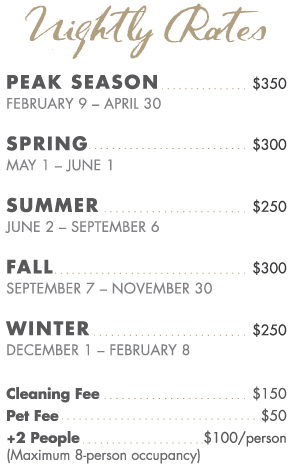 Nightly Rates
PEAK SEASON $350
FEBRUARY 9 – APRIL 30
SPRING $300
MAY 1 – JUNE 1
SUMMER $250
JUNE 2 – SEPTEMBER 6
FALL $300
SEPTEMBER 7 – NOVEMBER 30
WINTER $250
DECEMBER 1 – FEBRUARY 8
Cleaning Fee $150
Pet Fee $50
+2 People $100/person
(Maximum 8-person occupancy)